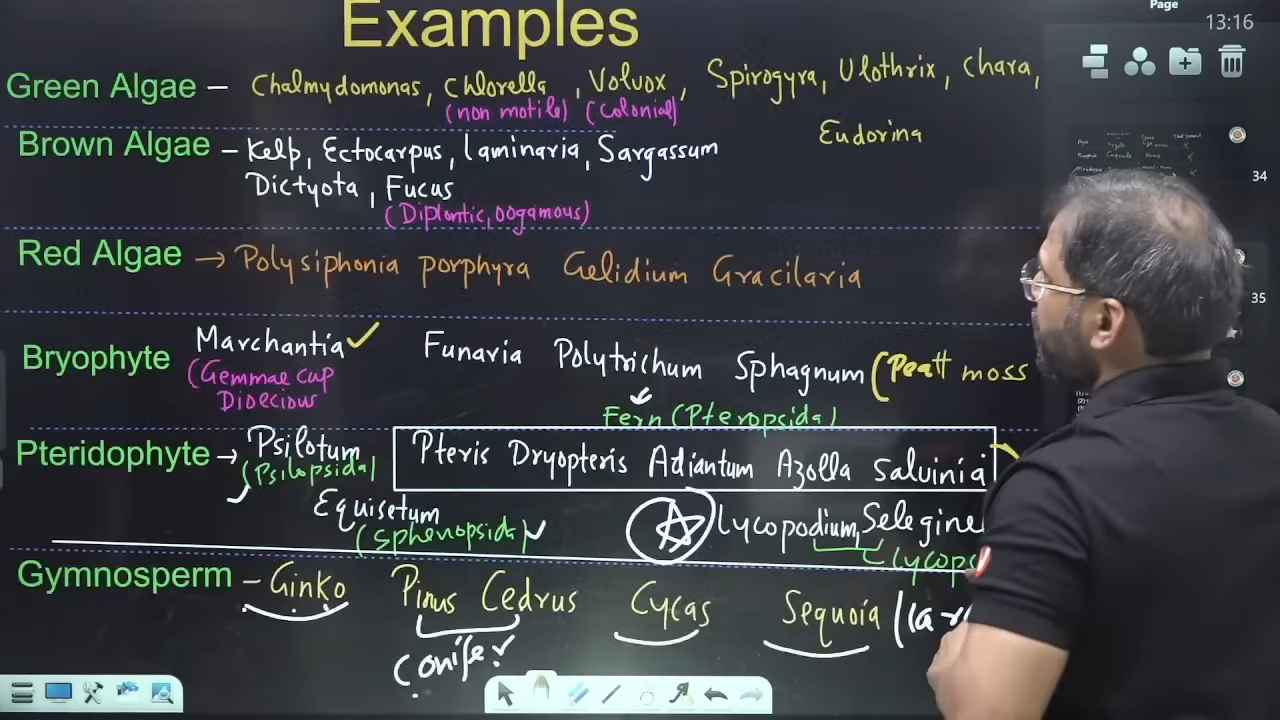 Page
13:16
Examples
Green Algae – Chalmydomonas, Chlorella, Volvox, Spirogyra, Ulothrix, Chara,
(non motile) (Colonial)
Eudorina
Brown Algae – Kelp, Ectocarpus, laminaria, Sargassum
Dictyota, Fucus
(Diplontic, oogamous)
34
Red Algae → Polysiphonia porphyra Gelidium Gracilaria
35
Bryophyte Marchantia ✓ Funaria Polytrichum Sphagnum (Peatt moss
(Gemmae cup
Dioecious
Fern (Pteropsida)
Pteridophyte → Psilotum Pteris Dryopteris Adiantum Azolla Salvinia
(Psilopsida)
Equisetum lycopodium, Selegine
(Sphenopsida)
(lycops
Gymnosperm – Ginko Pinus Cedrus Cycas Sequoia (lar
Conife